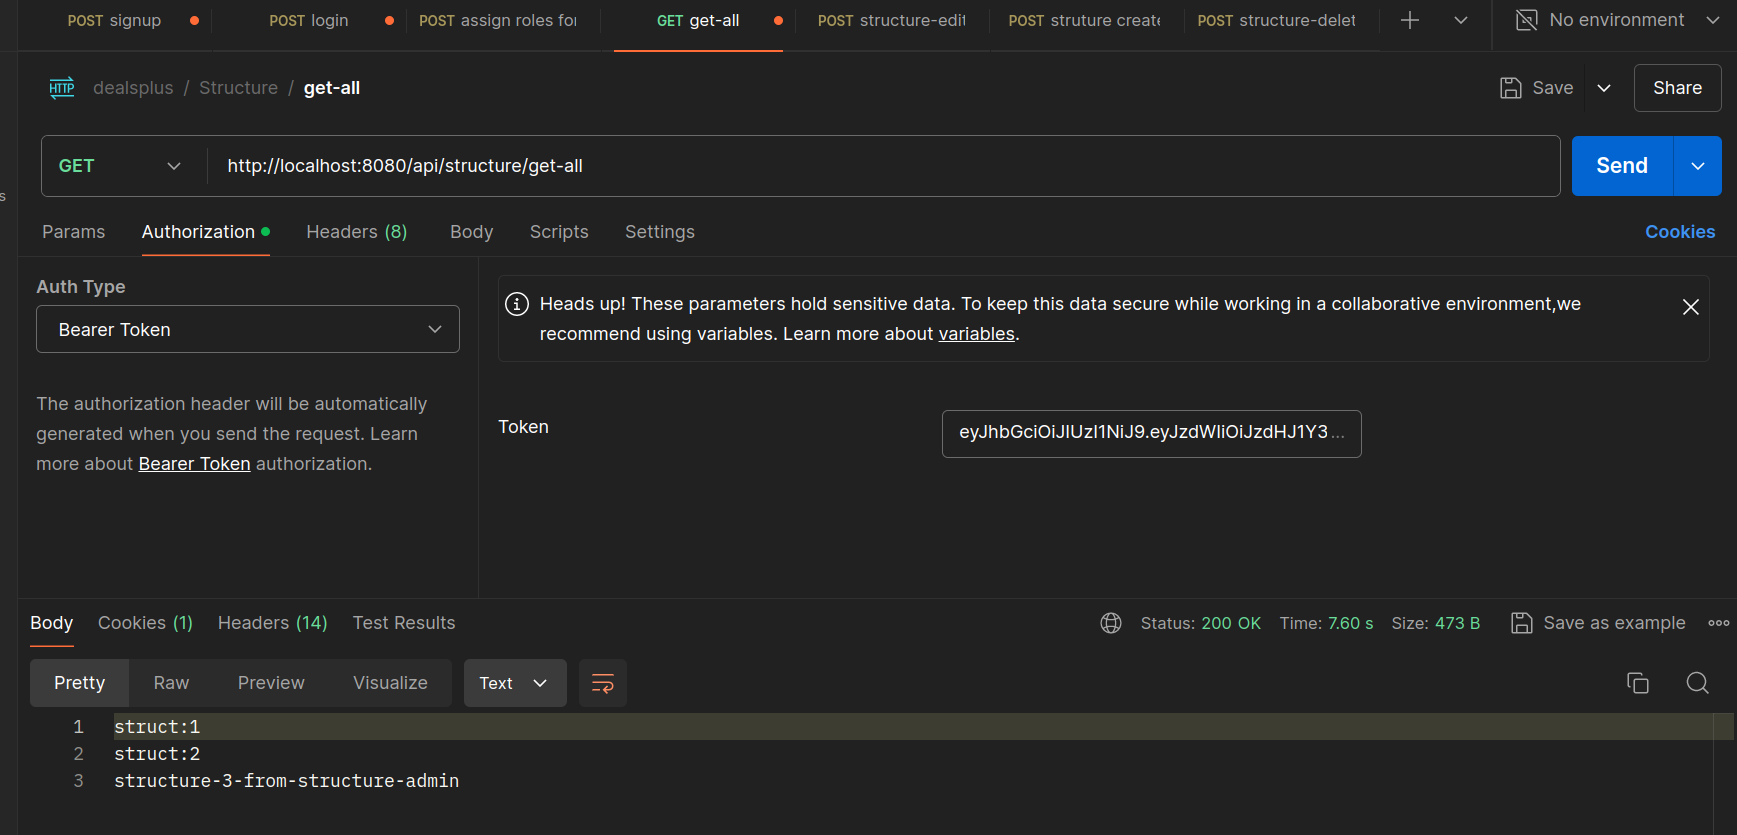 POST signup POST login POST assign roles for GET get-all POST structure-edit POST struture create POST structure-delet No environment
HTTP dealsplus / Structure / get-all Save Share
GET http://localhost:8080/api/structure/get-all Send
s
Params Authorization Headers (8) Body Scripts Settings Cookies
Auth Type
Bearer Token
The authorization header will be automatically
generated when you send the request. Learn
more about Bearer Token authorization.
Heads up! These parameters hold sensitive data. To keep this data secure while working in a collaborative environment,we
recommend using variables. Learn more about variables.
Token eyJhbGciOiJIUzI1NiJ9.eyJzdWIiOiJzdHJ1Y3...
Body Cookies (1) Headers (14) Test Results Status: 200 OK Time: 7.60 s Size: 473 B Save as example
Pretty Raw Preview Visualize Text
1 struct:1
2 struct:2
3 structure-3-from-structure-admin